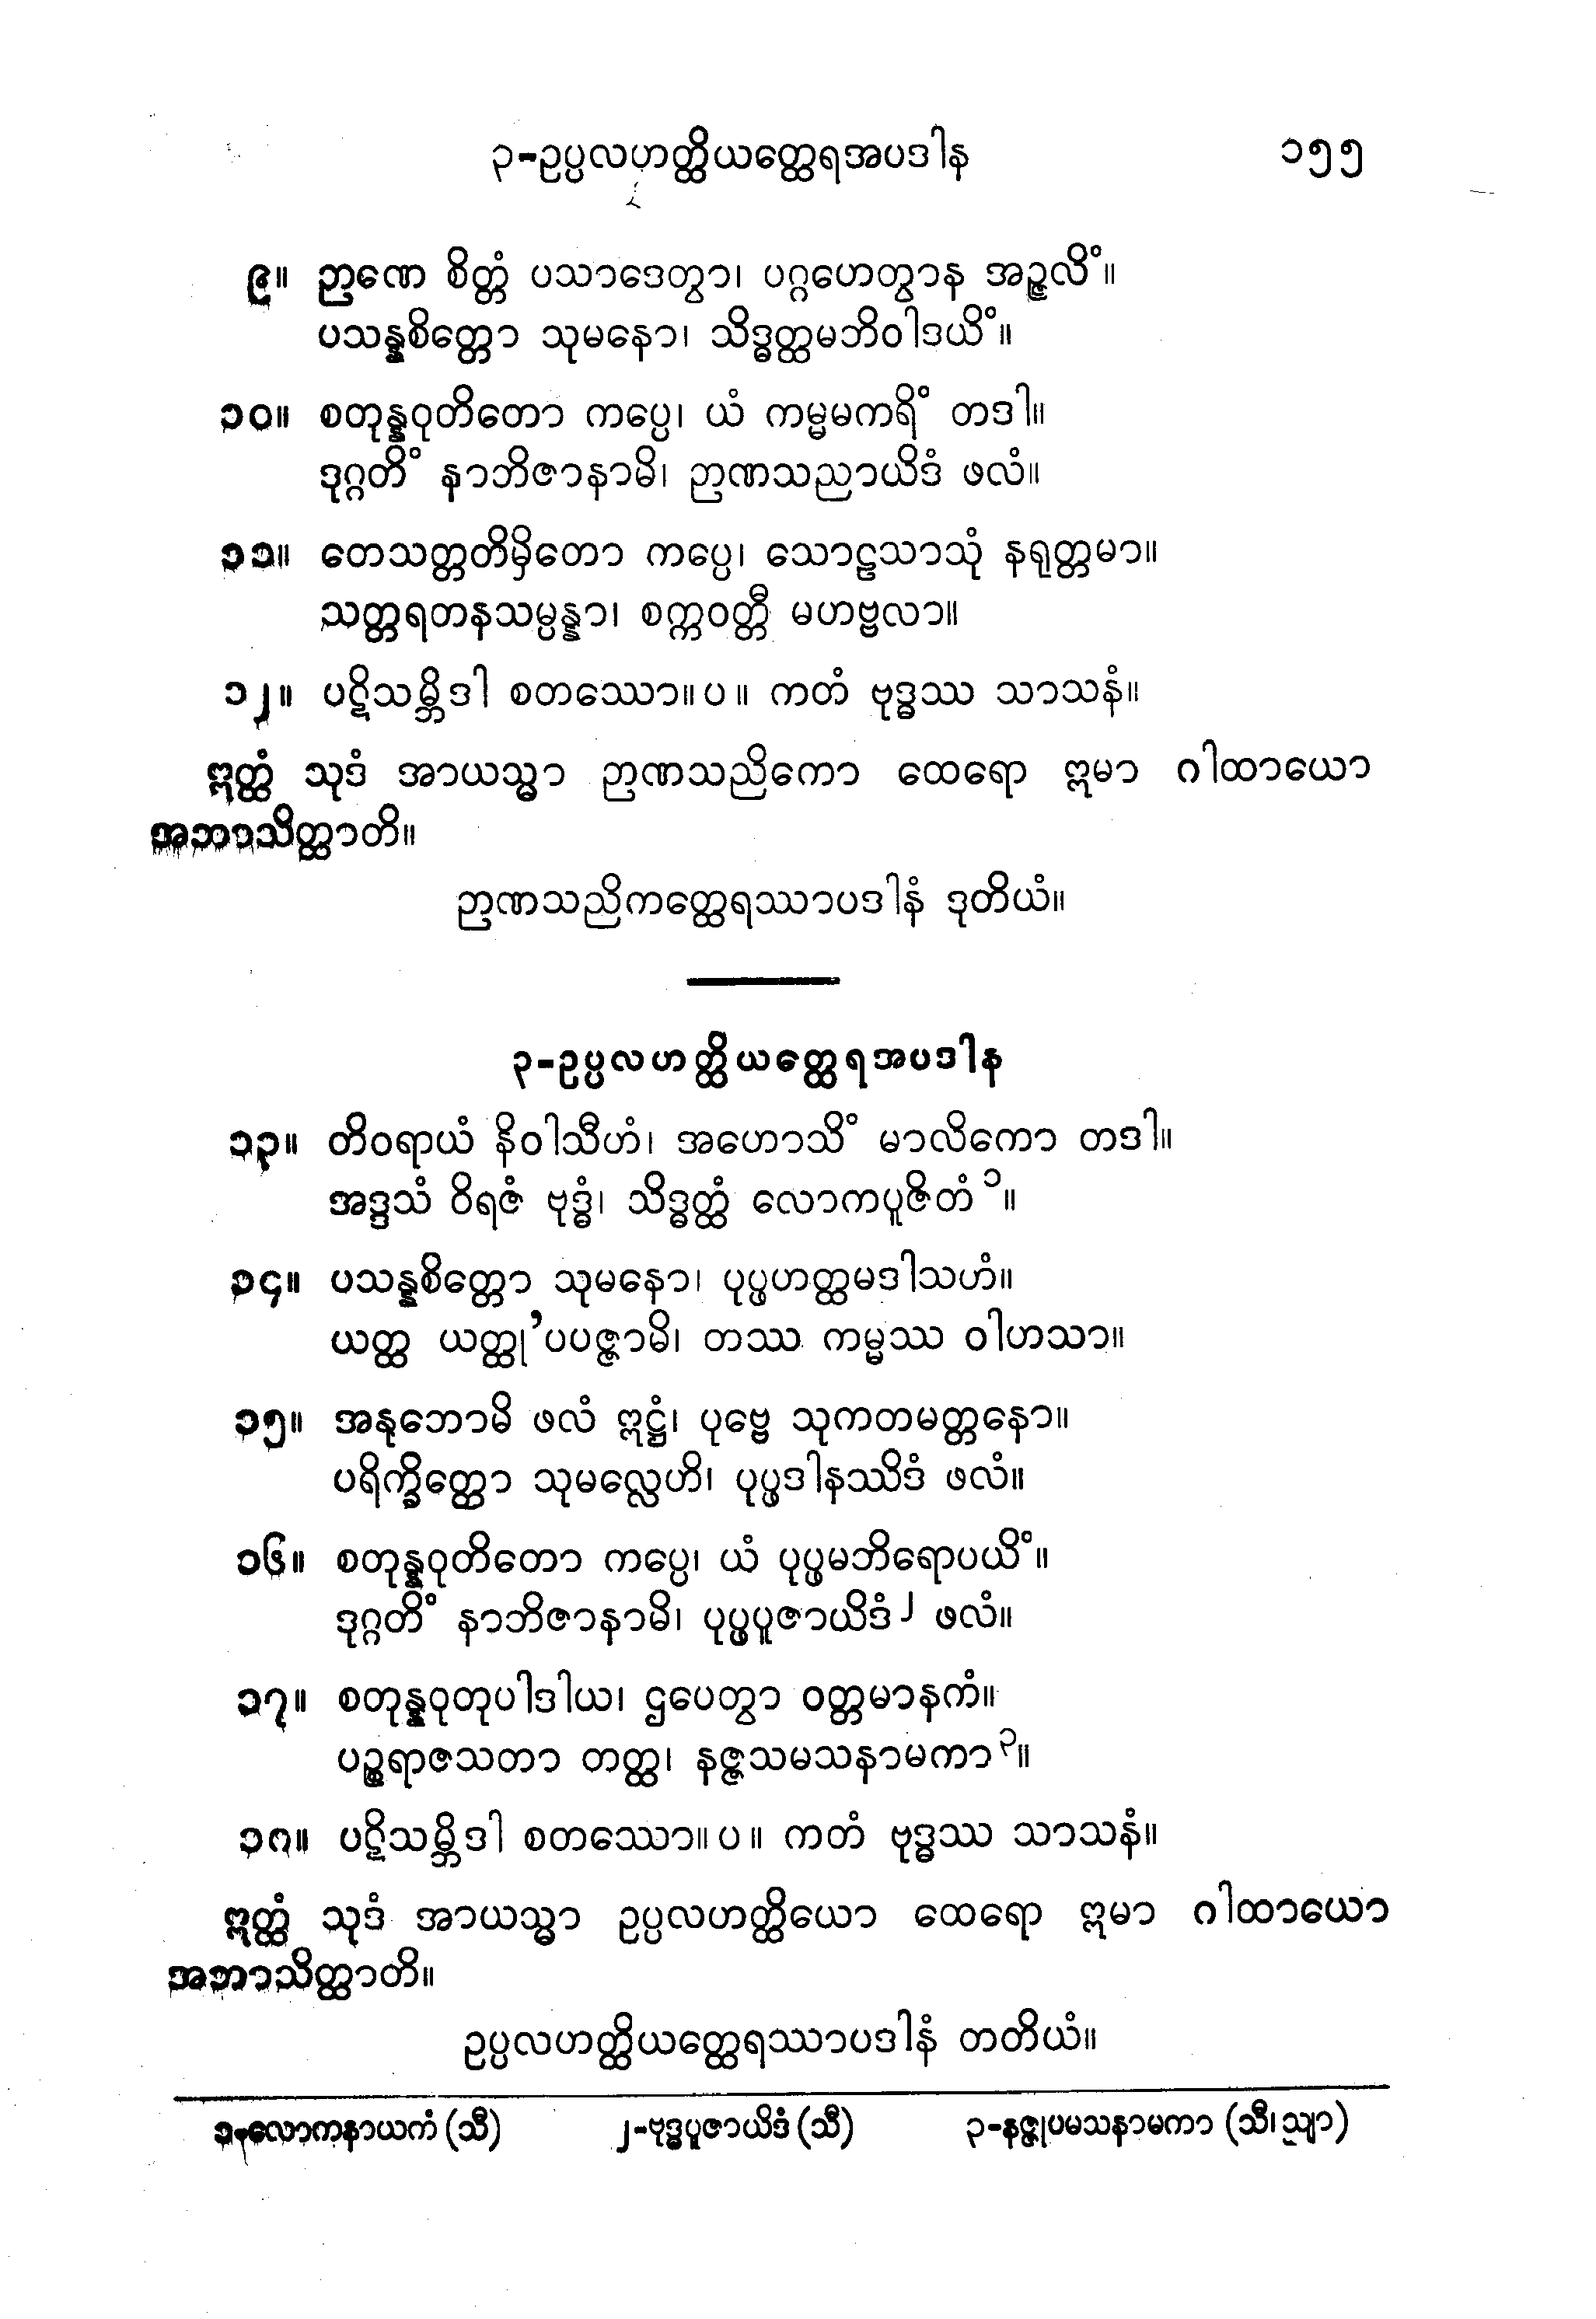 ၃-ဥပ္ပလဟတ္ထိယတ္ထေရအပဒါန ၁၅၅
၉။ ဉာဏေ စိတ္တံ ပသာဒေတွာ၊ ပဂ္ဂဟေတွာန အဉ္ဇလိံ။
ပသန္နစိတ္တော သုမနော၊ သိဒ္ဓတ္ထမဘိဝါဒယိံ။
၁၀။ စတုန္နဝုတိတော ကပ္ပေ၊ ယံ ကမ္မမကရိံ တဒါ။
ဒုဂ္ဂတိံ နာဘိဇာနာမိ၊ ဉာဏသညာယိဒံ ဖလံ။
၁၁။ တေသတ္တတိမှိတော ကပ္ပေ၊ သောဠသာသုံ နရုတ္တမာ။
သတ္တရတနသမ္ပန္နာ၊ စက္ကဝတ္တီ မဟဗ္ဗလာ။
၁၂။ ပဋိသမ္ဘိဒါ စတဿော။ပ။ ကတံ ဗုဒ္ဓဿ သာသနံ။
ဣတ္ထံ သုဒံ အာယသ္မာ ဉာဏသညိကော ထေရော ဣမာ ဂါထာယော
အဘာသိတ္ထာတိ။
ဉာဏသညိကတ္ထေရဿာပဒါနံ ဒုတိယံ။
၃-ဥပ္ပလဟတ္ထိယတ္ထေရအပဒါန
၁၃။ တိဝရာယံ နိဝါသီဟံ၊ အဟောသိံ မာလိကော တဒါ။
အဒ္ဒသံ ဝိရဇံ ဗုဒ္ဓံ၊ သိဒ္ဓတ္ထံ လောကပူဇိတံ ၁။
၁၄။ ပသန္နစိတ္တော သုမနော၊ ပုပ္ဖဟတ္ထမဒါသဟံ။
ယတ္ထ ယတ္ထု’ပပဇ္ဇာမိ၊ တဿ ကမ္မဿ ဝါဟသာ။
၁၅။ အနုဘောမိ ဖလံ ဣဋ္ဌံ၊ ပုဗ္ဗေ သုကတမတ္တနော။
ပရိက္ခိတ္တော သုမလ္လေဟိ၊ ပုပ္ဖဒါနဿိဒံ ဖလံ။
၁၆။ စတုန္နဝုတိတော ကပ္ပေ၊ ယံ ပုပ္ဖမဘိရောပယိံ။
ဒုဂ္ဂတိံ နာဘိဇာနာမိ၊ ပုပ္ဖပူဇာယိဒံ ၂ ဖလံ။
၁၇။ စတုန္နဝုတုပါဒါယ၊ ဌပေတွာ ဝတ္တမာနကံ။
ပဉ္စရာဇသတာ တတ္ထ၊ နဇ္ဇသမသနာမကာ ၃။
၁၈။ ပဋိသမ္ဘိဒါ စတဿော။ပ။ ကတံ ဗုဒ္ဓဿ သာသနံ။
ဣတ္ထံ သုဒံ အာယသ္မာ ဥပ္ပလဟတ္ထိယော ထေရော ဣမာ ဂါထာယော
အဘာသိတ္ထာတိ။
ဥပ္ပလဟတ္ထိယတ္ထေရဿာပဒါနံ တတိယံ။
၁-လောကနာယကံ (သီ) ၂-ဗုဒ္ဓပူဇာယိဒံ (သီ) ၃-နဇ္ဇုပမသနာမကာ (သီ၊ ညျာ)